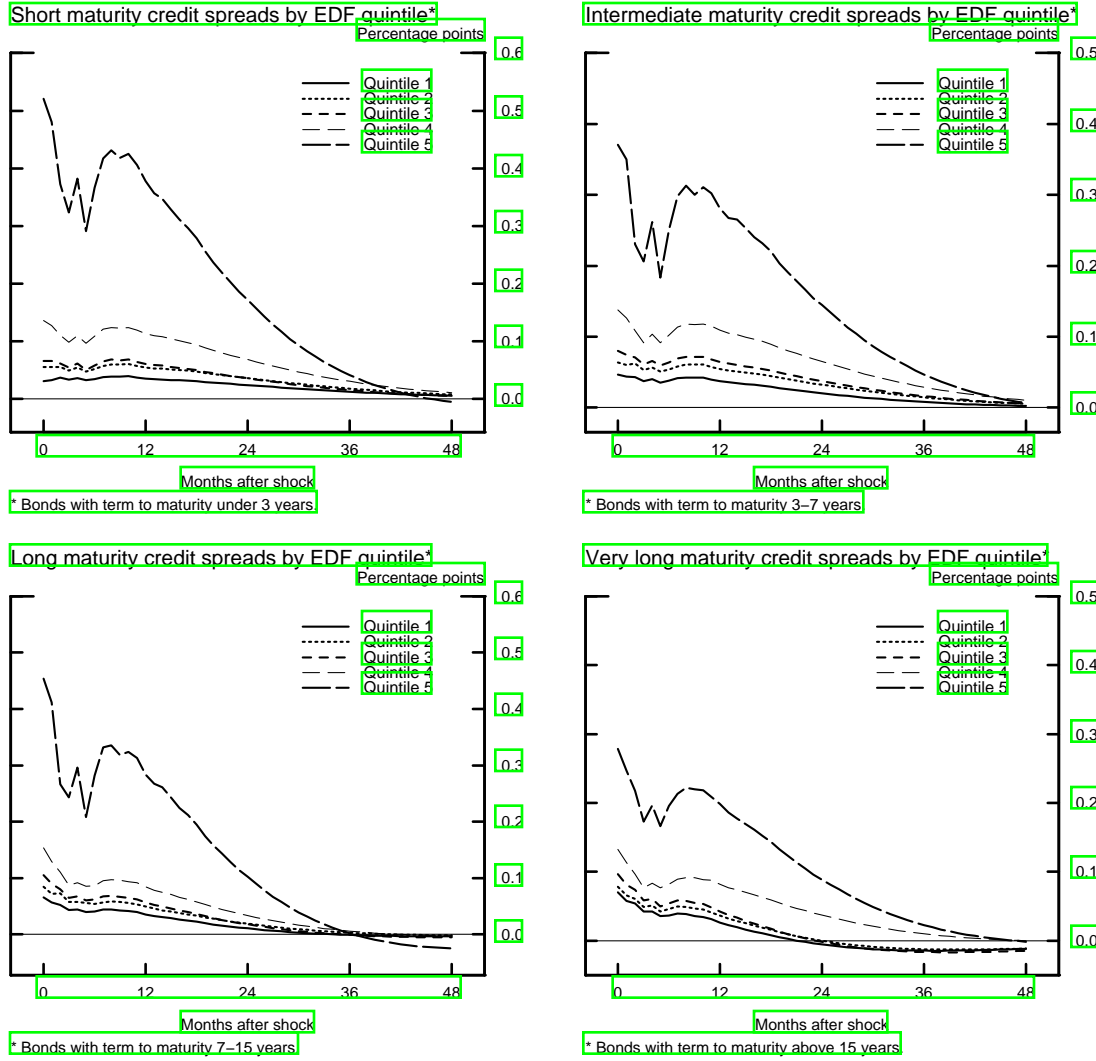 Short maturity credit spreads by EDF quintile*
Percentage points
0.6
Quintile 1
Quintile 2
Quintile 3
Quintile 4
Quintile 5
0.5
0.4
0.3
0.2
0.1
0.0
0 12 24 36 48
Months after shock
* Bonds with term to maturity under 3 years.
Intermediate maturity credit spreads by EDF quintile*
Percentage points
0.5
Quintile 1
Quintile 2
Quintile 3
Quintile 4
Quintile 5
0.4
0.3
0.2
0.1
0.0
0 12 24 36 48
Months after shock
* Bonds with term to maturity 3–7 years
Long maturity credit spreads by EDF quintile*
Percentage points
0.6
Quintile 1
Quintile 2
Quintile 3
Quintile 4
Quintile 5
0.5
0.4
0.3
0.2
0.1
0.0
0 12 24 36 48
Months after shock
* Bonds with term to maturity 7–15 years
Very long maturity credit spreads by EDF quintile*
Percentage points
0.5
Quintile 1
Quintile 2
Quintile 3
Quintile 4
Quintile 5
0.4
0.3
0.2
0.1
0.0
0 12 24 36 48
Months after shock
* Bonds with term to maturity above 15 years